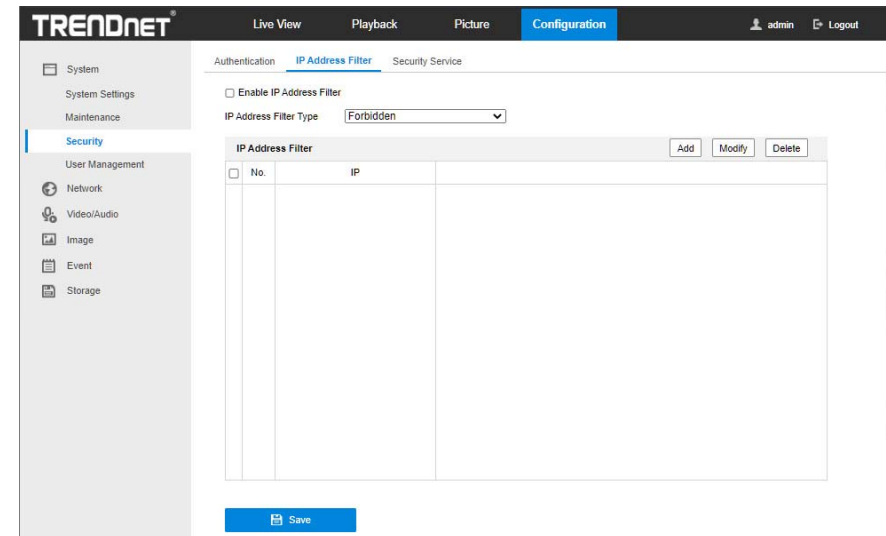 TRENDnet® Live View Playback Picture Configuration admin Logout
System
System Settings
Maintenance
Security
User Management
Network
Video/Audio
Image
Event
Storage
Authentication IP Address Filter Security Service
Enable IP Address Filter
IP Address Filter Type Forbidden
IP Address Filter Add Modify Delete
No. IP
Save